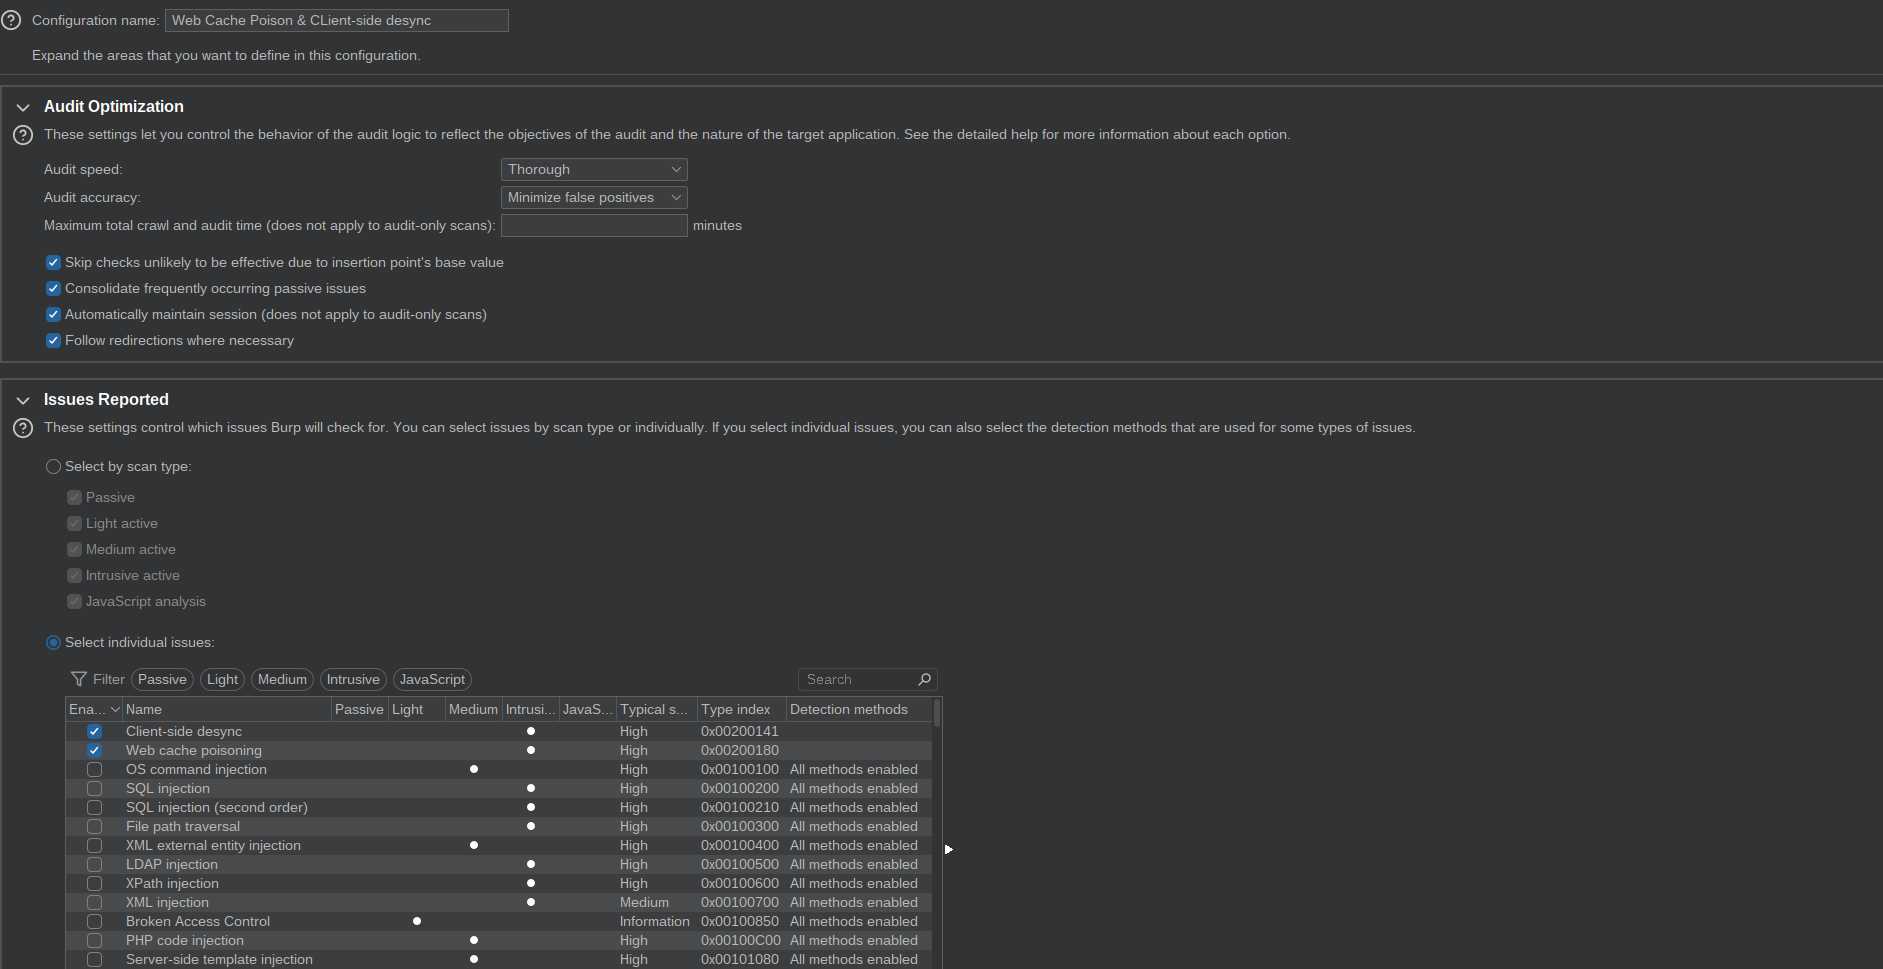 Configuration name: Web Cache Poison & CLient-side desync
Expand the areas that you want to define in this configuration.
Audit Optimization
These settings let you control the behavior of the audit logic to reflect the objectives of the audit and the nature of the target application. See the detailed help for more information about each option.
Audit speed: Thorough
Audit accuracy: Minimize false positives
Maximum total crawl and audit time (does not apply to audit-only scans): minutes
Skip checks unlikely to be effective due to insertion point's base value
Consolidate frequently occurring passive issues
Automatically maintain session (does not apply to audit-only scans)
Follow redirections where necessary
Issues Reported
These settings control which issues Burp will check for. You can select issues by scan type or individually. If you select individual issues, you can also select the detection methods that are used for some types of issues.
Select by scan type:
Passive
Light active
Medium active
Intrusive active
JavaScript analysis
Select individual issues:
Filter Passive Light Medium Intrusive JavaScript Search
Ena... Name Passive Light Medium Intrusi... JavaS... Typical s... Type index Detection methods
Client-side desync High 0x00200141
Web cache poisoning High 0x00200180
OS command injection High 0x00100100 All methods enabled
SQL injection High 0x00100200 All methods enabled
SQL injection (second order) High 0x00100210 All methods enabled
File path traversal High 0x00100300 All methods enabled
XML external entity injection High 0x00100400 All methods enabled
LDAP injection High 0x00100500 All methods enabled
XPath injection High 0x00100600 All methods enabled
XML injection Medium 0x00100700 All methods enabled
Broken Access Control Information 0x00100850 All methods enabled
PHP code injection High 0x00100C00 All methods enabled
Server-side template injection High 0x00101080 All methods enabled